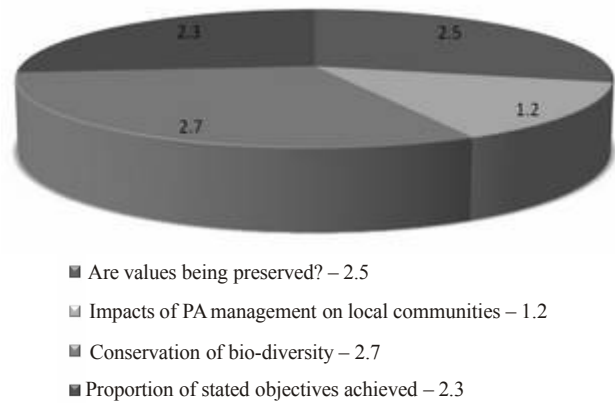 2.3 2.5
1.2
2.7
Are values being preserved? – 2.5
Impacts of PA management on local communities – 1.2
Conservation of bio-diversity – 2.7
Proportion of stated objectives achieved – 2.3